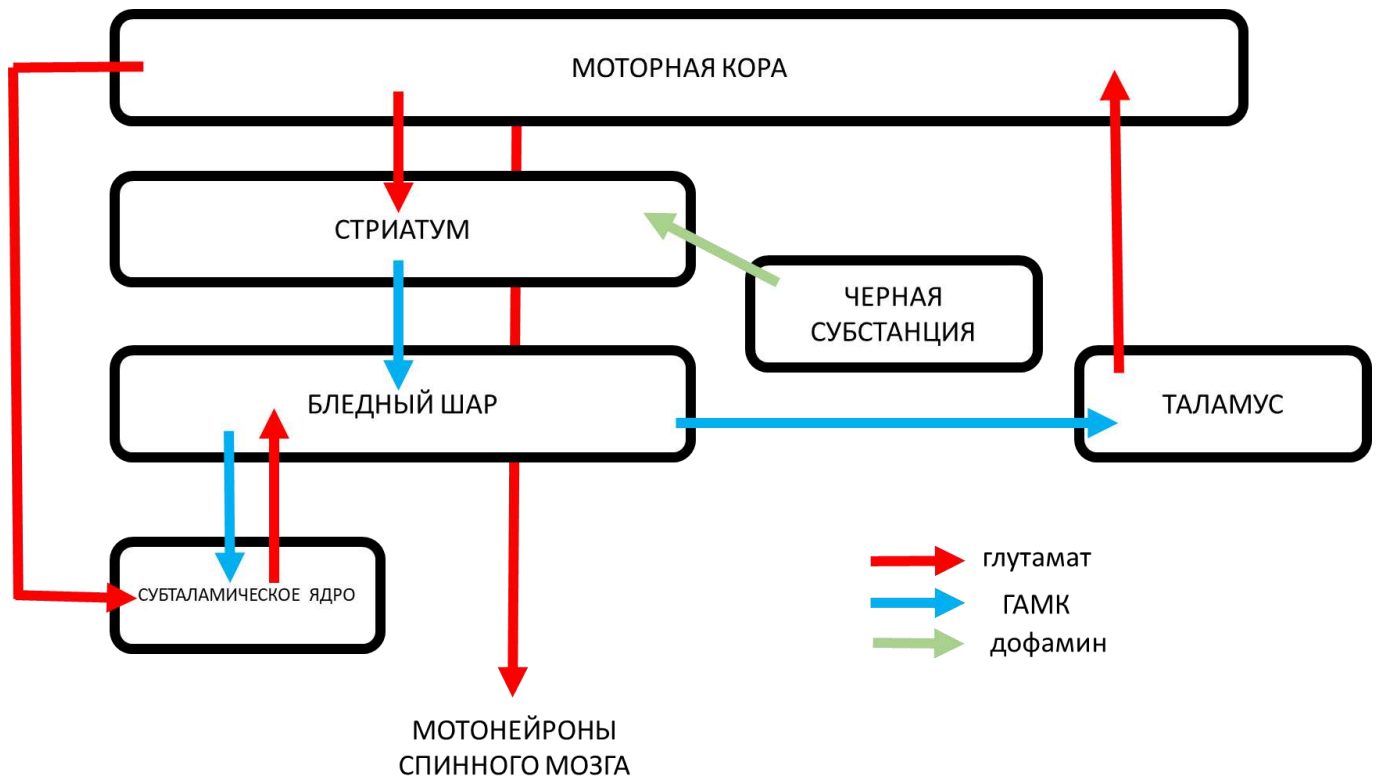 МОТОРНАЯ КОРА
СТРИАТУМ
ЧЕРНАЯ
СУБСТАНЦИЯ
БЛЕДНЫЙ ШАР
ТАЛАМУС
СУБТАЛАМИЧЕСКОЕ ЯДРО
глутамат
ГАМК
дофамин
МОТОНЕЙРОНЫ
СПИННОГО МОЗГА